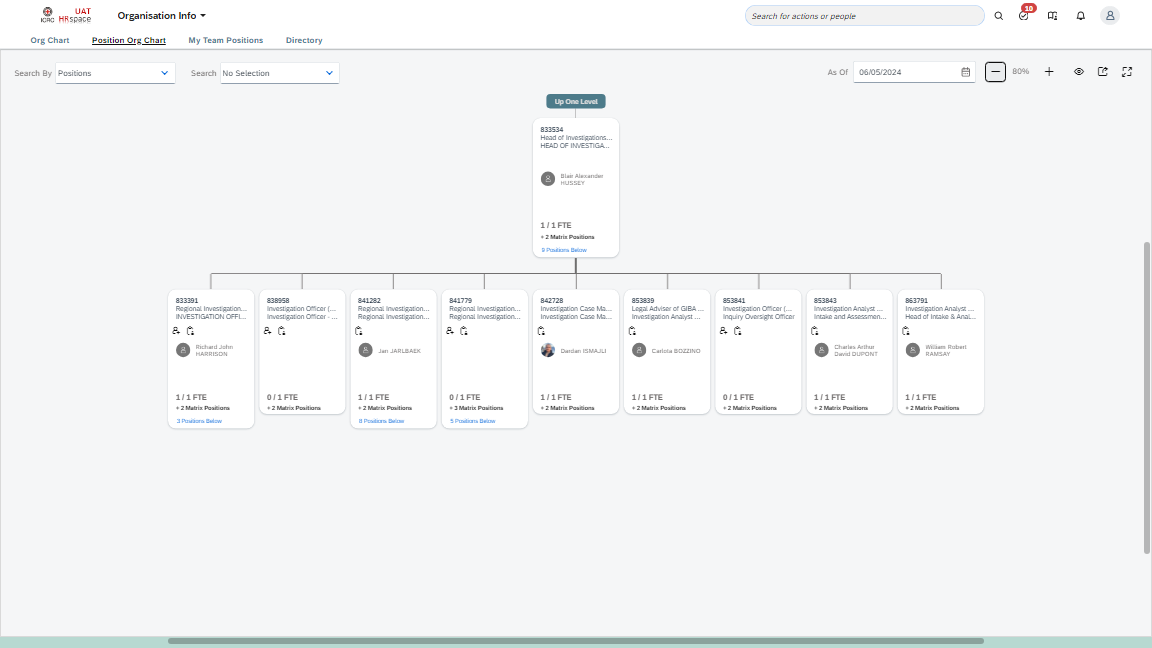 ICRC
UAT
HRspace
Organisation Info
Search for actions or people
10
Org Chart
Position Org Chart
My Team Positions
Directory
Search By
Positions
Search
No Selection
As Of
06/05/2024
80%
Up One Level
833534
Head of Investigations...
HEAD OF INVESTIGA...
Blair Alexander
HUSSEY
1 / 1 FTE
+ 2 Matrix Positions
9 Positions Below
833391
Regional Investigation...
INVESTIGATION OFFI...
Richard John
HARRISON
1 / 1 FTE
+ 2 Matrix Positions
3 Positions Below
838958
Investigation Officer (...
Investigation Officer - ...
0 / 1 FTE
+ 2 Matrix Positions
841282
Regional Investigation...
Regional Investigation...
Jan JARLBAEK
1 / 1 FTE
+ 2 Matrix Positions
8 Positions Below
841779
Regional Investigation...
Regional Investigation...
0 / 1 FTE
+ 3 Matrix Positions
5 Positions Below
842728
Investigation Case Ma...
Investigation Case Ma...
Dardan ISMAJLI
1 / 1 FTE
+ 2 Matrix Positions
853839
Legal Adviser of GIBA ...
Investigation Analyst ...
Carlota BOZZINO
1 / 1 FTE
+ 2 Matrix Positions
853841
Investigation Officer (...
Inquiry Oversight Officer
0 / 1 FTE
+ 2 Matrix Positions
853843
Investigation Analyst ...
Intake and Assessmen...
Charles Arthur
David DUPONT
1 / 1 FTE
+ 2 Matrix Positions
863791
Investigation Analyst ...
Head of Intake & Anal...
William Robert
RAMSAY
1 / 1 FTE
+ 2 Matrix Positions